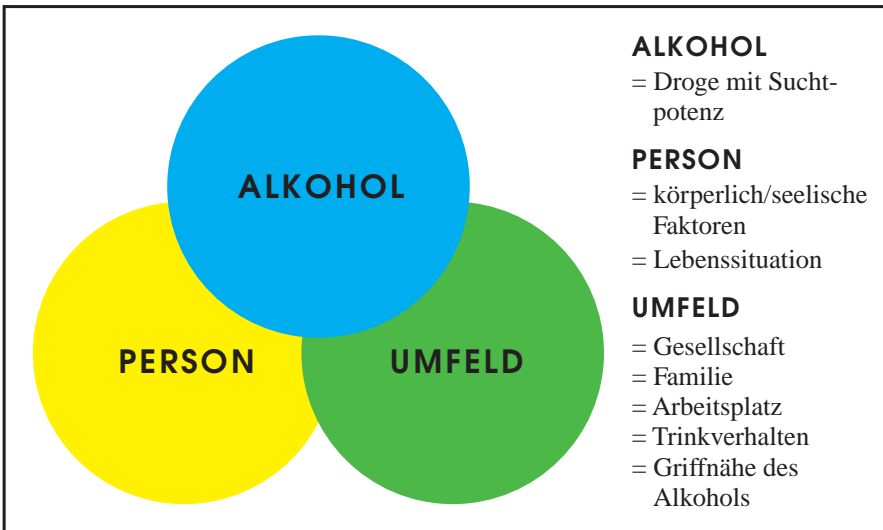 ALKOHOL
PERSON
UMFELD
ALKOHOL
= Droge mit Sucht-
potenz
PERSON
= körperlich/seelische
Faktoren
= Lebenssituation
UMFELD
= Gesellschaft
= Familie
= Arbeitsplatz
= Trinkverhalten
= Griffnähe des
Alkohols